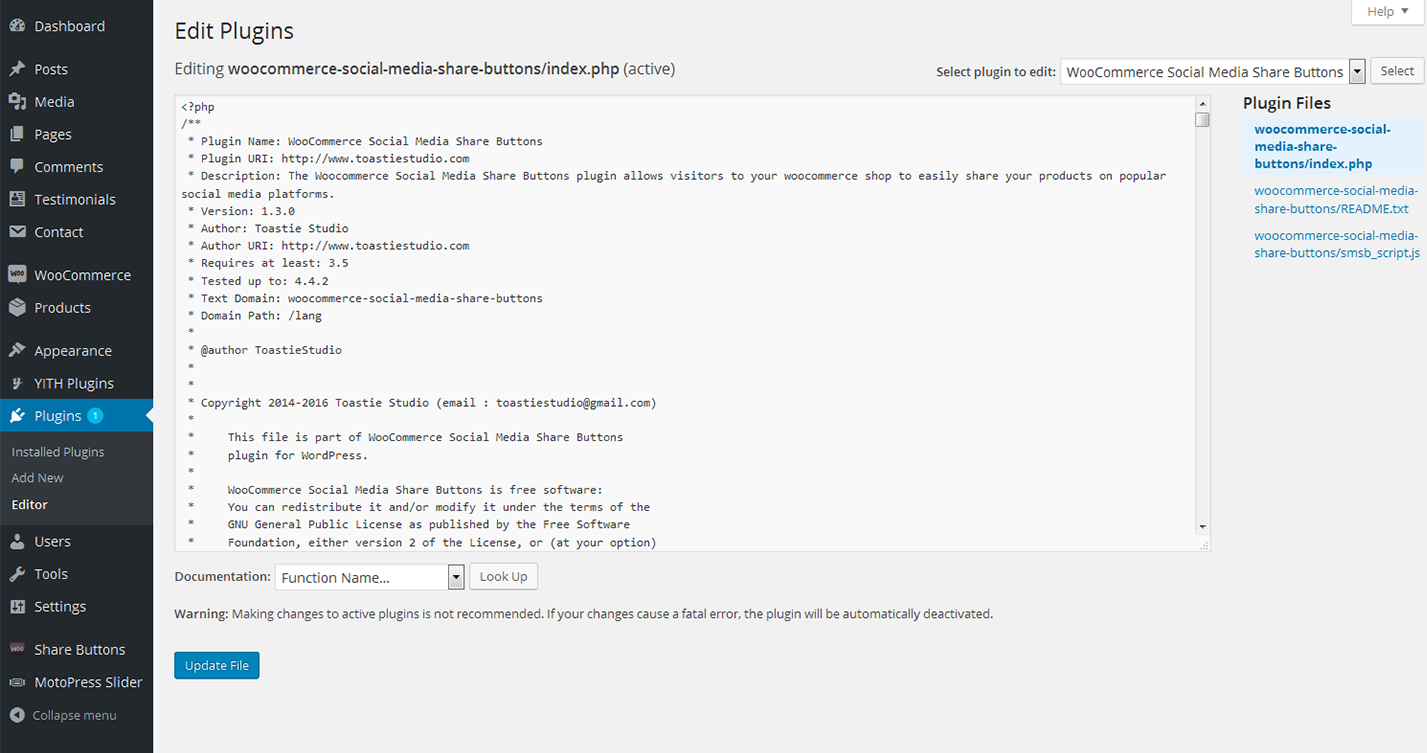 Dashboard
Posts
Media
Pages
Comments
Testimonials
Contact
WooCommerce
Products
Appearance
YITH Plugins
Plugins 1
Installed Plugins
Add New
Editor
Users
Tools
Settings
Share Buttons
MotoPress Slider
Collapse menu
Help
Edit Plugins
Editing woocommerce-social-media-share-buttons/index.php (active)
Select plugin to edit: WooCommerce Social Media Share Buttons Select
<?php
/**
* Plugin Name: WooCommerce Social Media Share Buttons
* Plugin URI: http://www.toastiestudio.com
* Description: The Woocommerce Social Media Share Buttons plugin allows visitors to your woocommerce shop to easily share your products on popular
social media platforms.
* Version: 1.3.0
* Author: Toastie Studio
* Author URI: http://www.toastiestudio.com
* Requires at least: 3.5
* Tested up to: 4.4.2
* Text Domain: woocommerce-social-media-share-buttons
* Domain Path: /lang
*
* @author ToastieStudio
*
*
* Copyright 2014-2016 Toastie Studio (email : toastiestudio@gmail.com)
*
* This file is part of WooCommerce Social Media Share Buttons
* plugin for WordPress.
*
* WooCommerce Social Media Share Buttons is free software:
* You can redistribute it and/or modify it under the terms of the
* GNU General Public License as published by the Free Software
* Foundation, either version 2 of the License, or (at your option)
Plugin Files
woocommerce-social-
media-share-
buttons/index.php
woocommerce-social-media-
share-buttons/README.txt
woocommerce-social-media-
share-buttons/smsb_script.js
Documentation: Function Name... Look Up
Warning: Making changes to active plugins is not recommended. If your changes cause a fatal error, the plugin will be automatically deactivated.
Update File